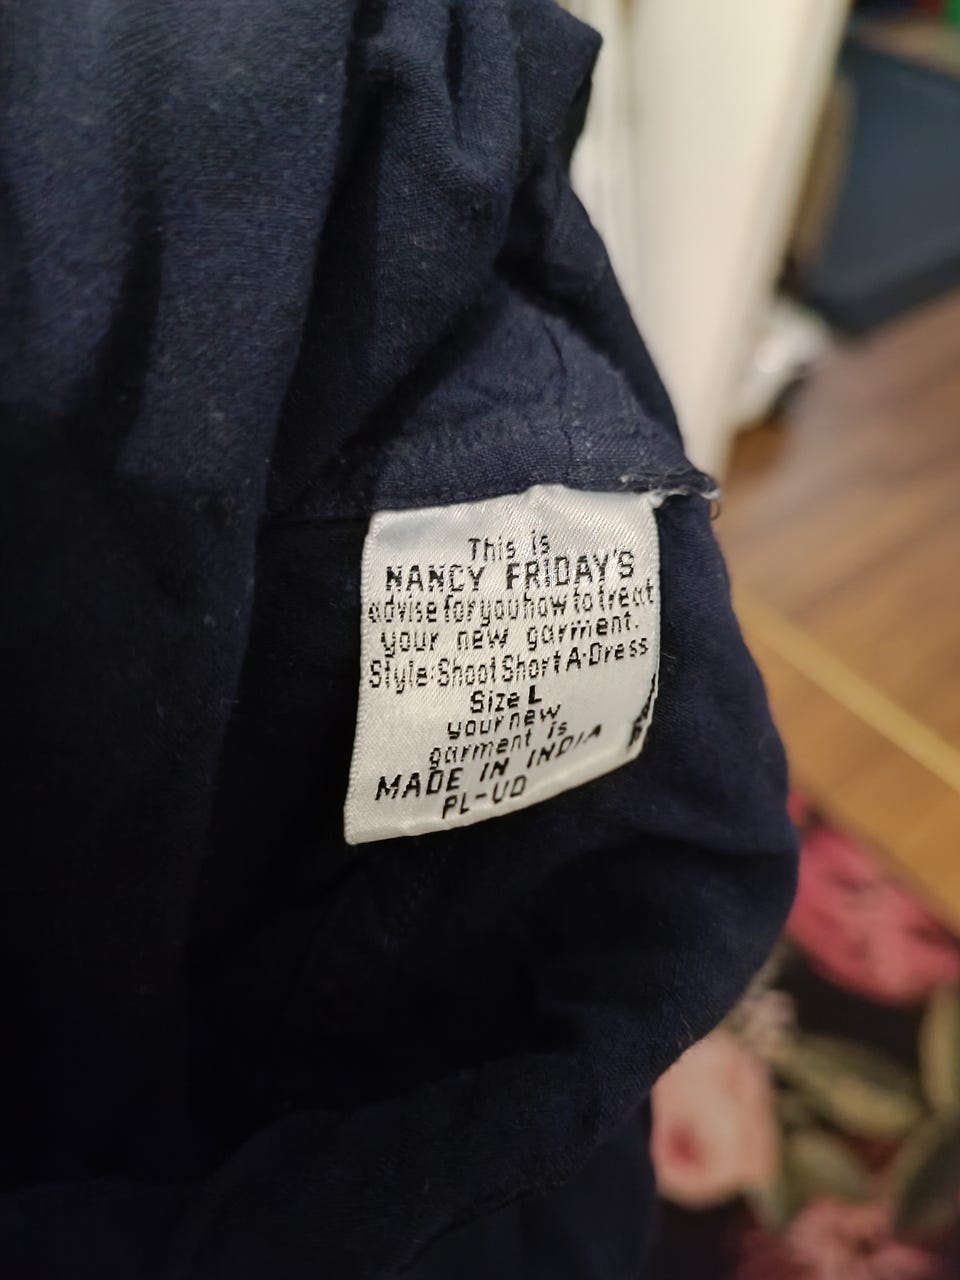 This is
NANCY FRIDAY'S
advise for you how to treat
your new garment.
Style:Shoot Short A-Dress
Size L
your new
garment is
MADE IN INDIA
PL-UD